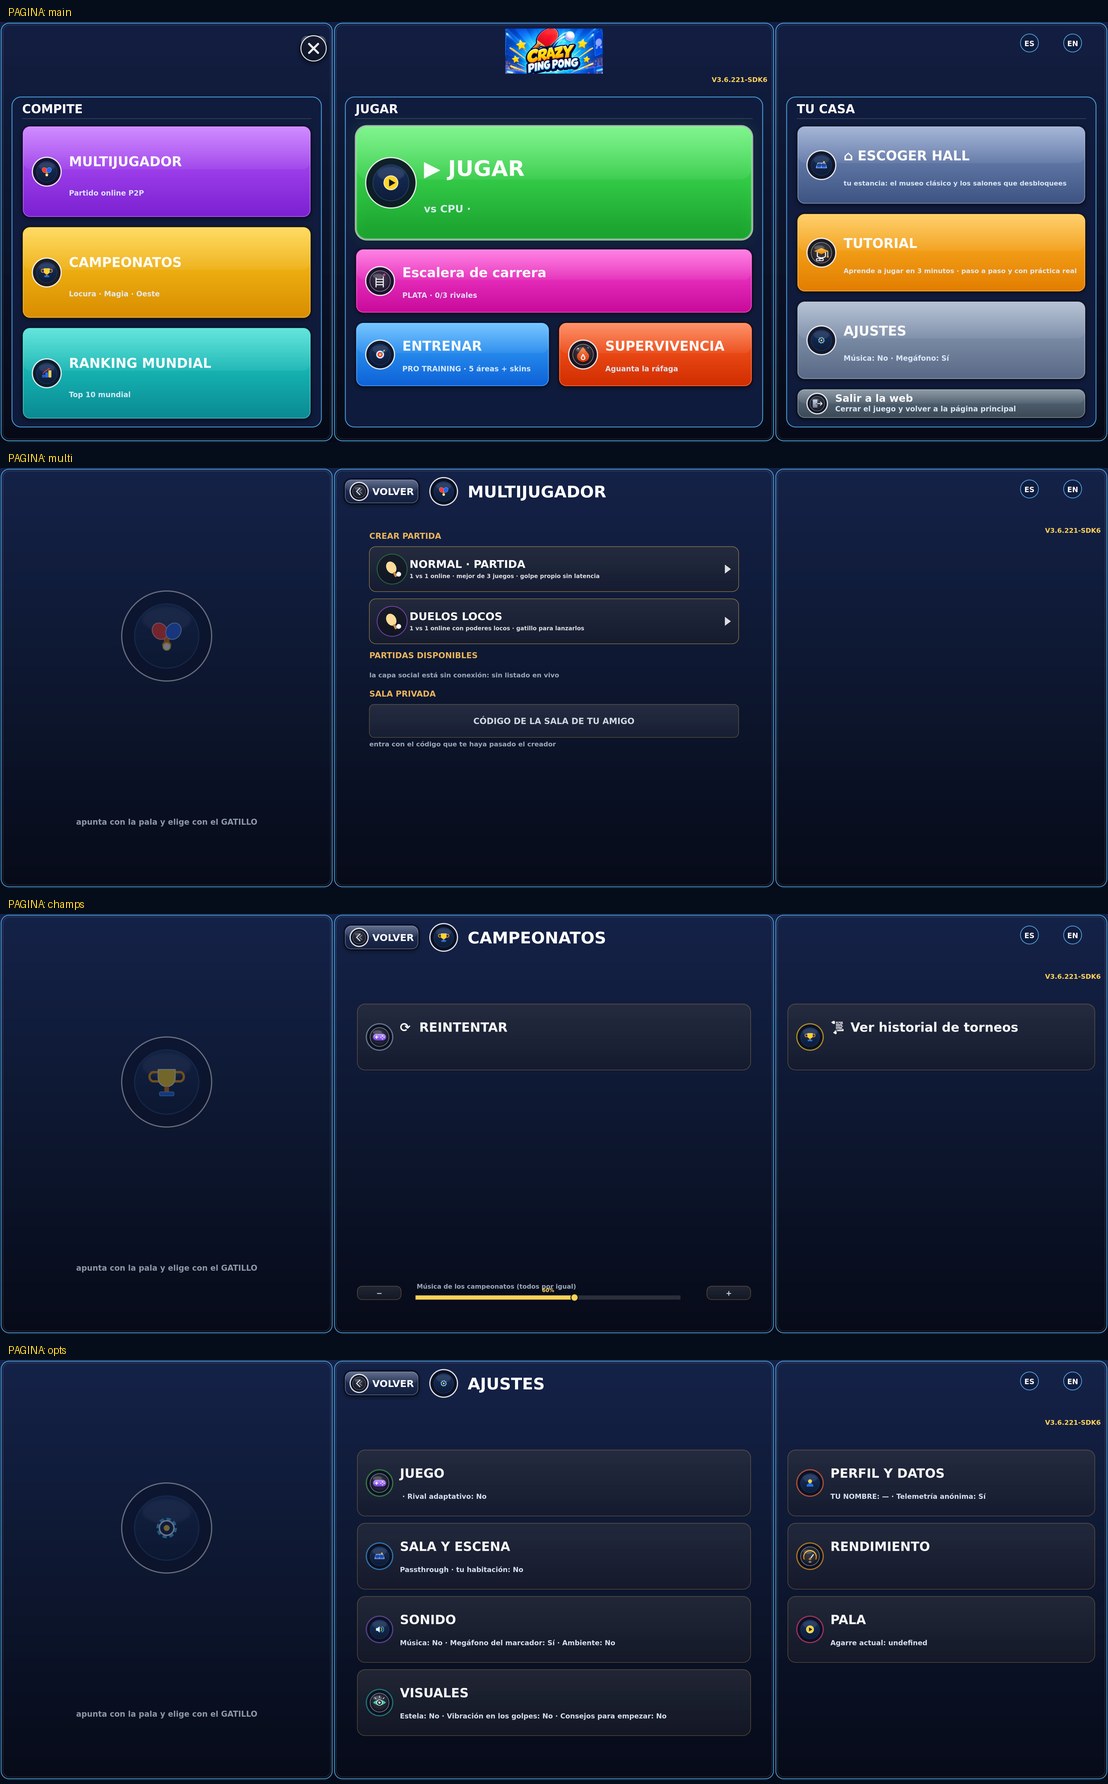 PAGINA: main
COMPITE
MULTIJUGADOR
Partido online P2P
CAMPEONATOS
Locura · Magia · Oeste
RANKING MUNDIAL
Top 10 mundial
CRAZY
PING PONG
V3.6.221-SDK6
JUGAR
▶ JUGAR
vs CPU ·
Escalera de carrera
PLATA · 0/3 rivales
ENTRENAR
PRO TRAINING · 5 áreas + skins
SUPERVIVENCIA
Aguanta la ráfaga
ES EN
TU CASA
⌂ ESCOGER HALL
tu estancia: el museo clásico y los salones que desbloquees
TUTORIAL
Aprende a jugar en 3 minutos · paso a paso y con práctica real
AJUSTES
Música: No · Megáfono: Sí
Salir a la web
Cerrar el juego y volver a la página principal
PAGINA: multi
apunta con la pala y elige con el GATILLO
VOLVER
MULTIJUGADOR
CREAR PARTIDA
NORMAL · PARTIDA
1 vs 1 online · mejor de 3 juegos · golpe propio sin latencia
DUELOS LOCOS
1 vs 1 online con poderes locos · gatillo para lanzarlos
PARTIDAS DISPONIBLES
la capa social está sin conexión: sin listado en vivo
SALA PRIVADA
CÓDIGO DE LA SALA DE TU AMIGO
entra con el código que te haya pasado el creador
ES EN
V3.6.221-SDK6
PAGINA: champs
apunta con la pala y elige con el GATILLO
VOLVER
CAMPEONATOS
⟳ REINTENTAR
Música de los campeonatos (todos por igual)
60%
− +
ES EN
V3.6.221-SDK6
Ver historial de torneos
PAGINA: opts
apunta con la pala y elige con el GATILLO
VOLVER
AJUSTES
JUEGO
· Rival adaptativo: No
SALA Y ESCENA
Passthrough · tu habitación: No
SONIDO
Música: No · Megáfono del marcador: Sí · Ambiente: No
VISUALES
Estela: No · Vibración en los golpes: No · Consejos para empezar: No
ES EN
V3.6.221-SDK6
PERFIL Y DATOS
TU NOMBRE: — · Telemetría anónima: Sí
RENDIMIENTO
PALA
Agarre actual: undefined